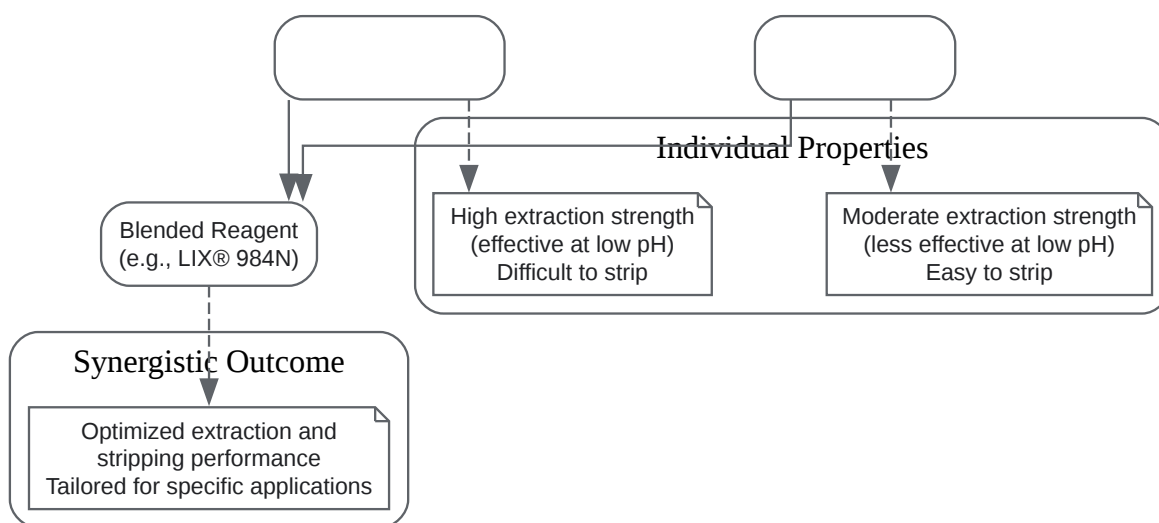 Individual Properties
High extraction strength
(effective at low pH)
Difficult to strip
Moderate extraction strength
(less effective at low pH)
Easy to strip
Blended Reagent
(e.g., LIX® 984N)
Synergistic Outcome
Optimized extraction and
stripping performance
Tailored for specific applications